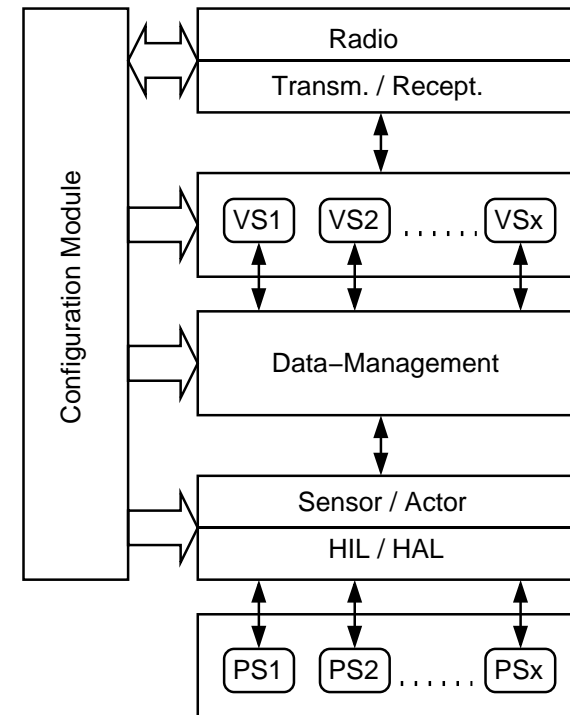 Radio
Transm. / Recept.
Configuration Module
VS1 VS2 ...... VSx
Data−Management
Sensor / Actor
HIL / HAL
PS1 PS2 ...... PSx